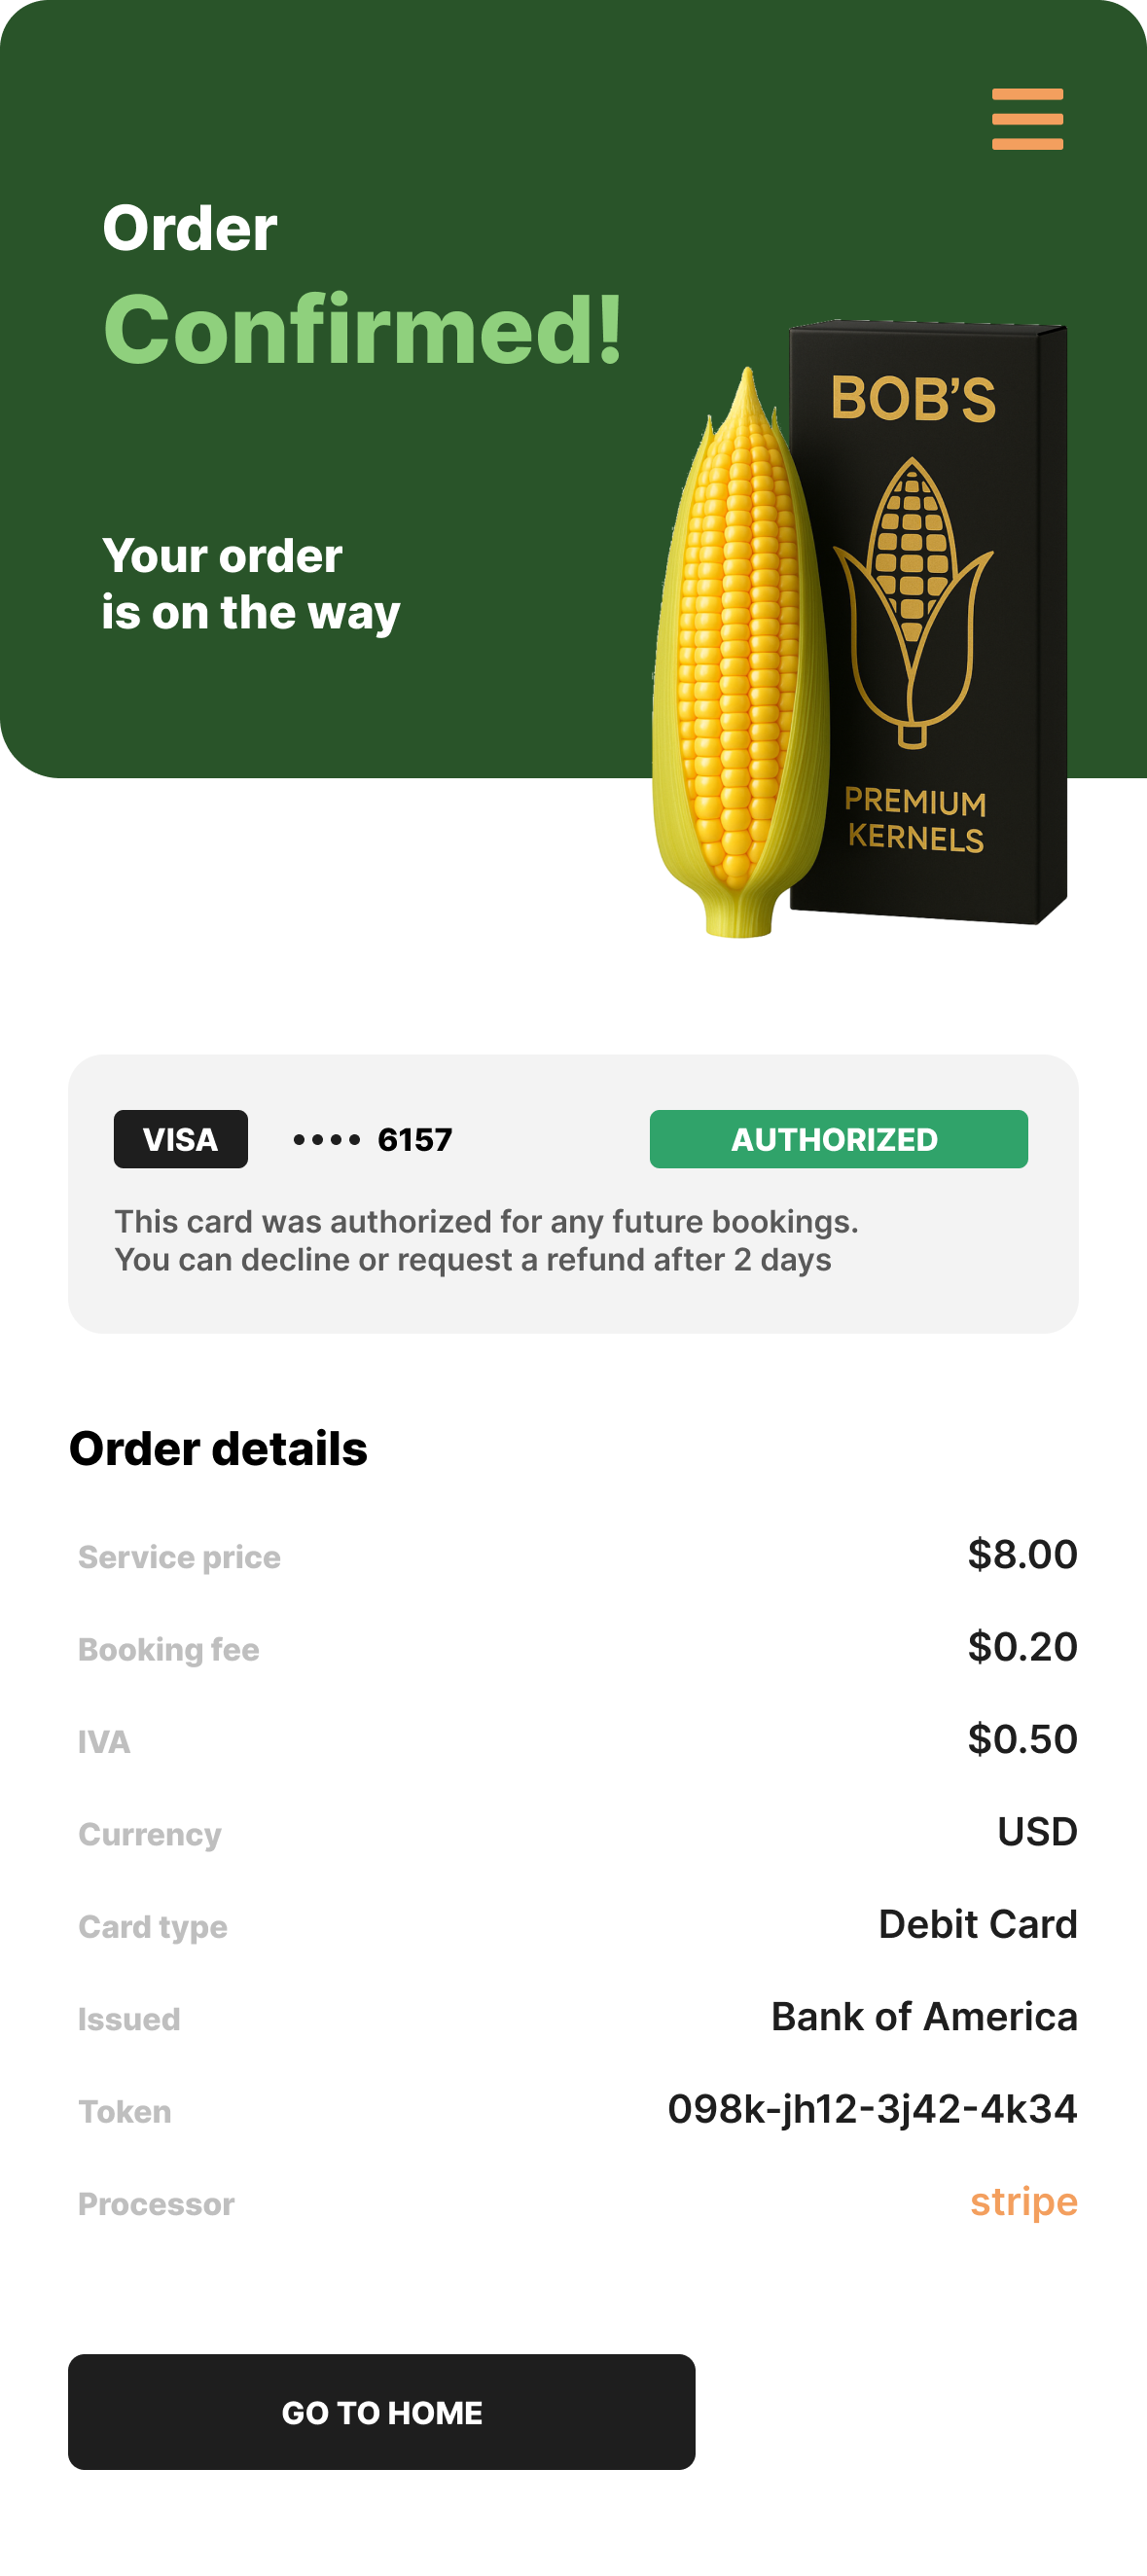 Order
Confirmed!
BOB'S
Your order
is on the way
PREMIUM
KERNELS
VISA •••• 6157 AUTHORIZED
This card was authorized for any future bookings.
You can decline or request a refund after 2 days
Order details
Service price $8.00
Booking fee $0.20
IVA $0.50
Currency USD
Card type Debit Card
Issued Bank of America
Token 098k-jh12-3j42-4k34
Processor stripe
GO TO HOME